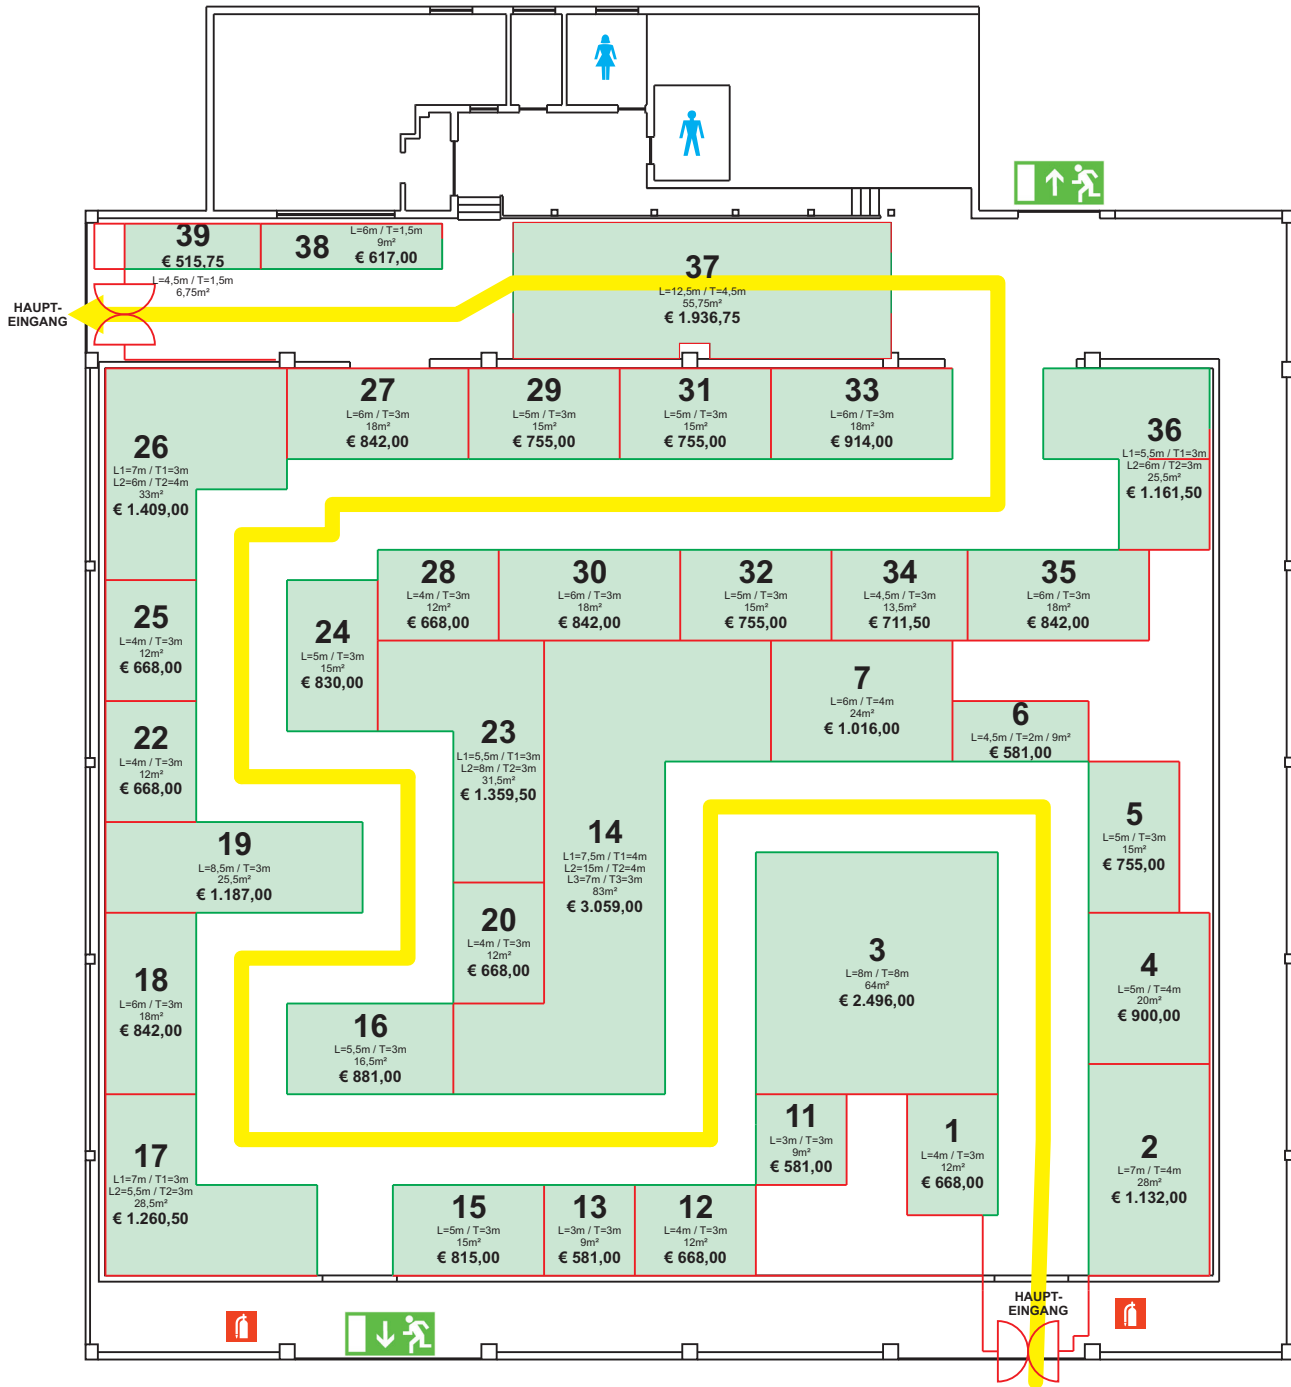 39
€ 515,75
L=4,5m / T=1,5m
6,75m²
38
L=6m / T=1,5m
9m²
€ 617,00
37
L=12,5m / T=4,5m
55,75m²
€ 1.936,75
HAUPT-
EINGANG
26
L1=7m / T1=3m
L2=6m / T2=4m
33m²
€ 1.409,00
27
L=6m / T=3m
18m²
€ 842,00
29
L=5m / T=3m
15m²
€ 755,00
31
L=5m / T=3m
15m²
€ 755,00
33
L=6m / T=3m
18m²
€ 914,00
36
L1=5,5m / T1=3m
L2=6m / T2=3m
25,5m²
€ 1.161,50
25
L=4m / T=3m
12m²
€ 668,00
24
L=5m / T=3m
15m²
€ 830,00
28
L=4m / T=3m
12m²
€ 668,00
30
L=6m / T=3m
18m²
€ 842,00
32
L=5m / T=3m
15m²
€ 755,00
34
L=4,5m / T=3m
13,5m²
€ 711,50
35
L=6m / T=3m
18m²
€ 842,00
22
L=4m / T=3m
12m²
€ 668,00
23
L1=5,5m / T1=3m
L2=8m / T2=3m
31,5m²
€ 1.359,50
7
L=6m / T=4m
24m²
€ 1.016,00
6
L=4,5m / T=2m / 9m²
€ 581,00
5
L=5m / T=3m
15m²
€ 755,00
19
L=8,5m / T=3m
25,5m²
€ 1.187,00
14
L1=7,5m / T1=4m
L2=15m / T2=4m
L3=7m / T3=3m
83m²
€ 3.059,00
20
L=4m / T=3m
12m²
€ 668,00
3
L=8m / T=8m
64m²
€ 2.496,00
4
L=5m / T=4m
20m²
€ 900,00
18
L=6m / T=3m
18m²
€ 842,00
16
L=5,5m / T=3m
16,5m²
€ 881,00
17
L1=7m / T1=3m
L2=5,5m / T2=3m
28,5m²
€ 1.260,50
11
L=3m / T=3m
9m²
€ 581,00
1
L=4m / T=3m
12m²
€ 668,00
2
L=7m / T=4m
28m²
€ 1.132,00
15
L=5m / T=3m
15m²
€ 815,00
13
L=3m / T=3m
9m²
€ 581,00
12
L=4m / T=3m
12m²
€ 668,00
HAUPT-
EINGANG